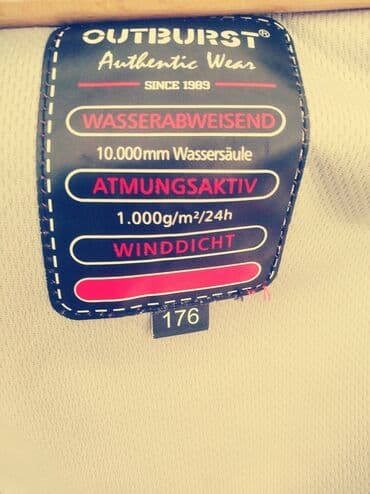 OUTBURST®
Authentic Wear
SINCE 1989
WASSERABWEISEND
10.000mm Wassersäule
ATMUNGSAKTIV
1.000g/m²/24h
WINDDICHT
176